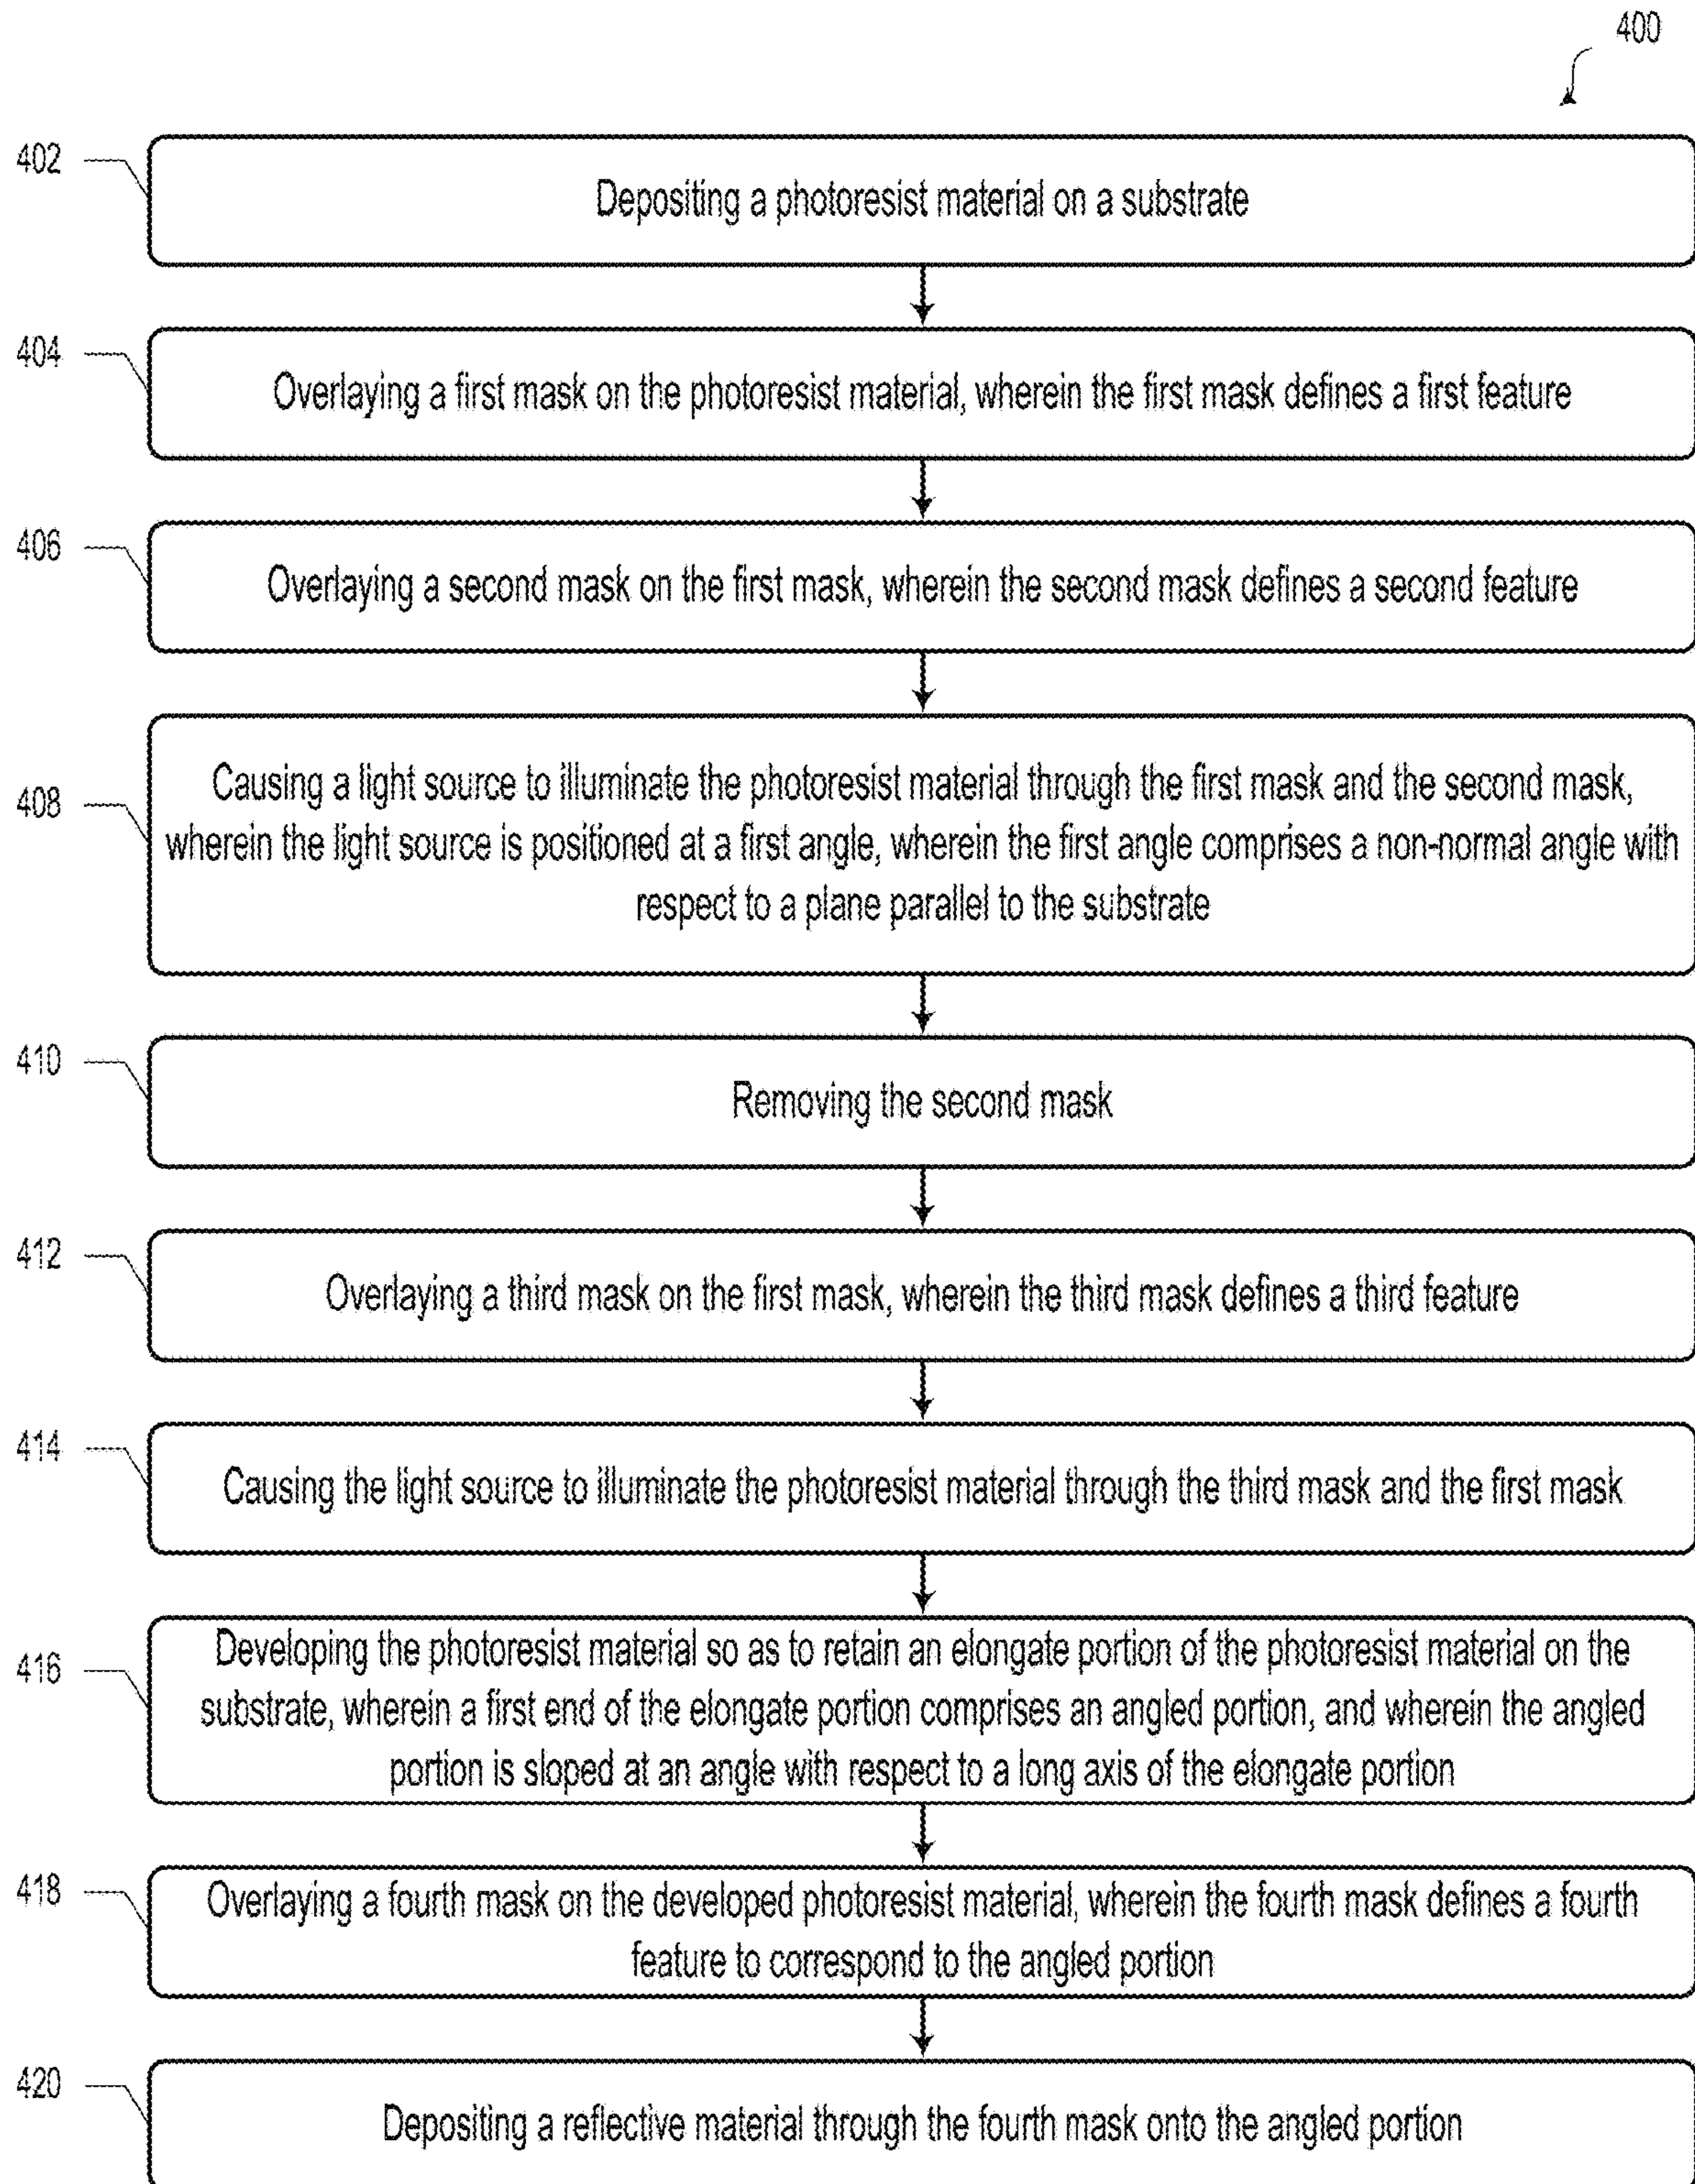 400
402
Depositing a photoresist material on a substrate
404
Overlaying a first mask on the photoresist material, wherein the first mask defines a first feature
406
Overlaying a second mask on the first mask, wherein the second mask defines a second feature
408
Causing a light source to illuminate the photoresist material through the first mask and the second mask,
wherein the light source is positioned at a first angle, wherein the first angle comprises a non-normal angle with
respect to a plane parallel to the substrate
410
Removing the second mask
412
Overlaying a third mask on the first mask, wherein the third mask defines a third feature
414
Causing the light source to illuminate the photoresist material through the third mask and the first mask
416
Developing the photoresist material so as to retain an elongate portion of the photoresist material on the
substrate, wherein a first end of the elongate portion comprises an angled portion, and wherein the angled
portion is sloped at an angle with respect to a long axis of the elongate portion
418
Overlaying a fourth mask on the developed photoresist material, wherein the fourth mask defines a fourth
feature to correspond to the angled portion
420
Depositing a reflective material through the fourth mask onto the angled portion